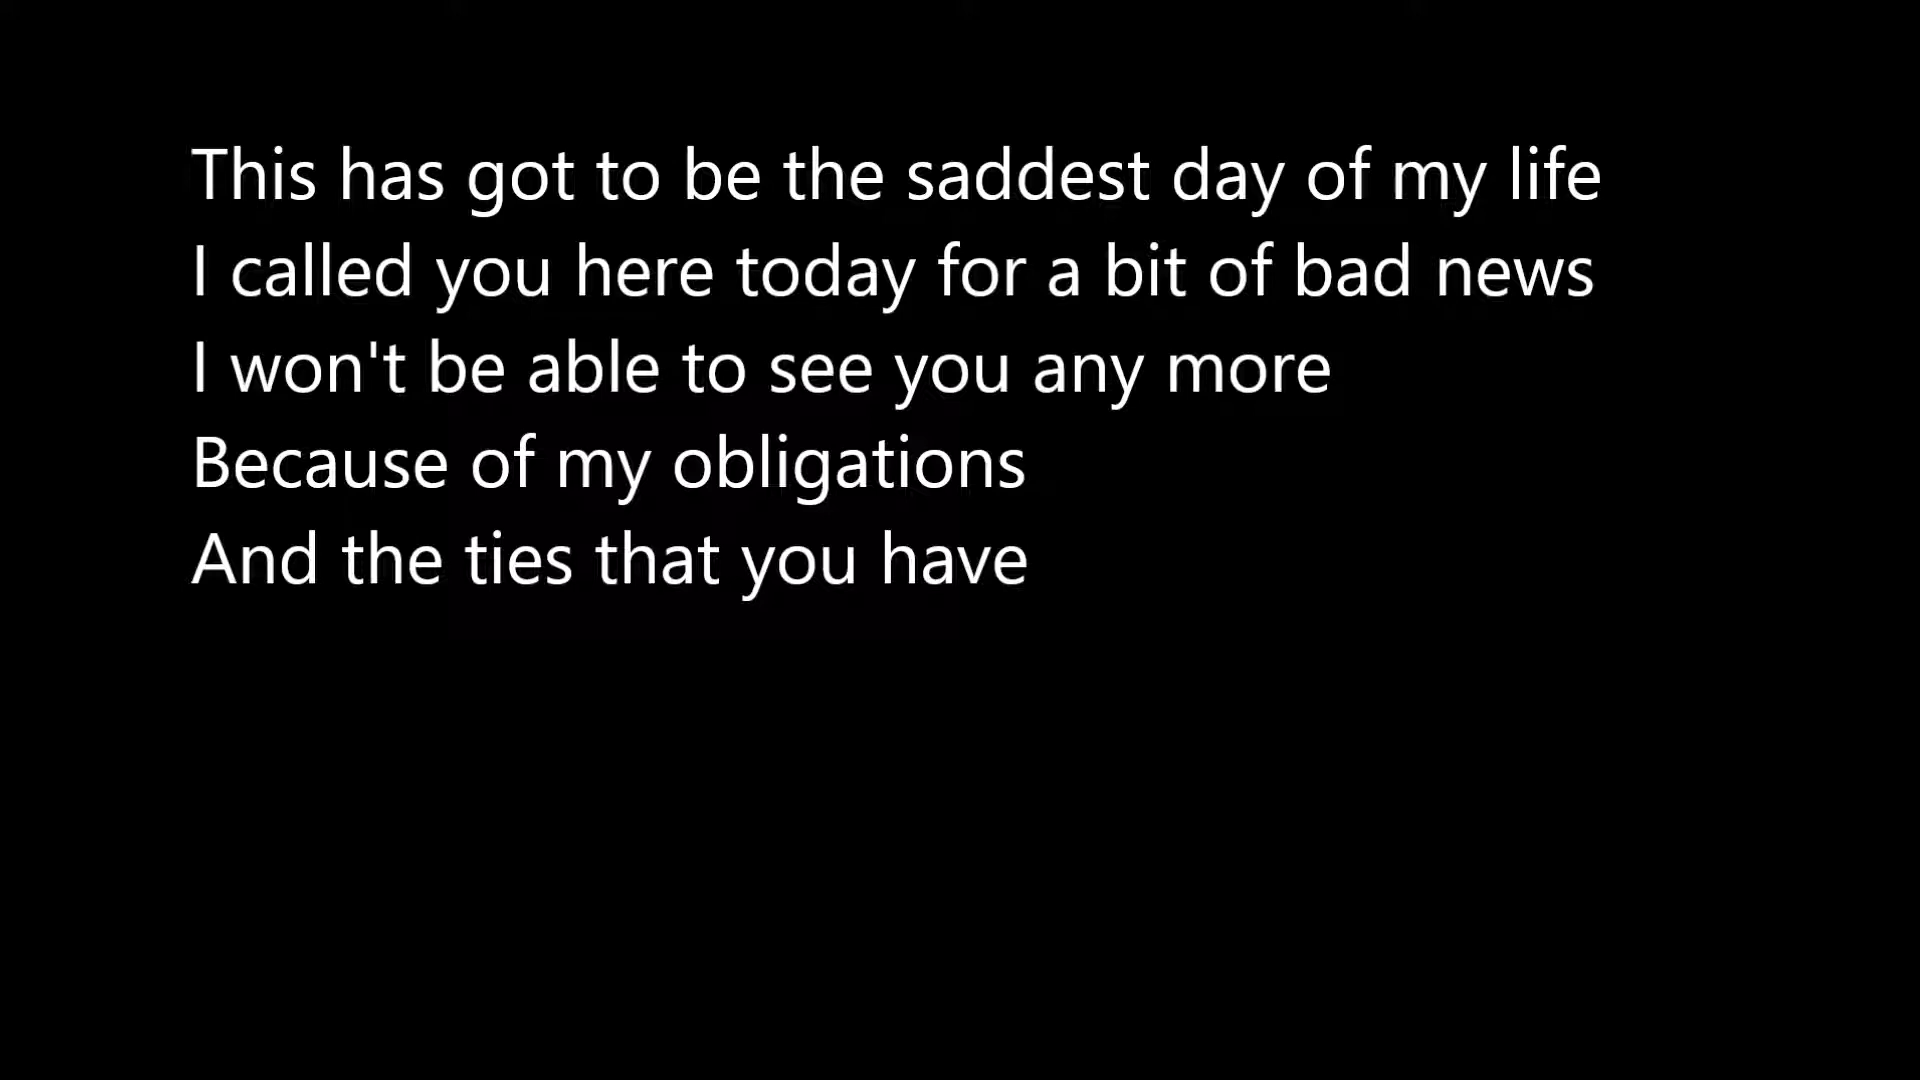 This has got to be the saddest day of my life
I called you here today for a bit of bad news
I won't be able to see you any more
Because of my obligations
And the ties that you have